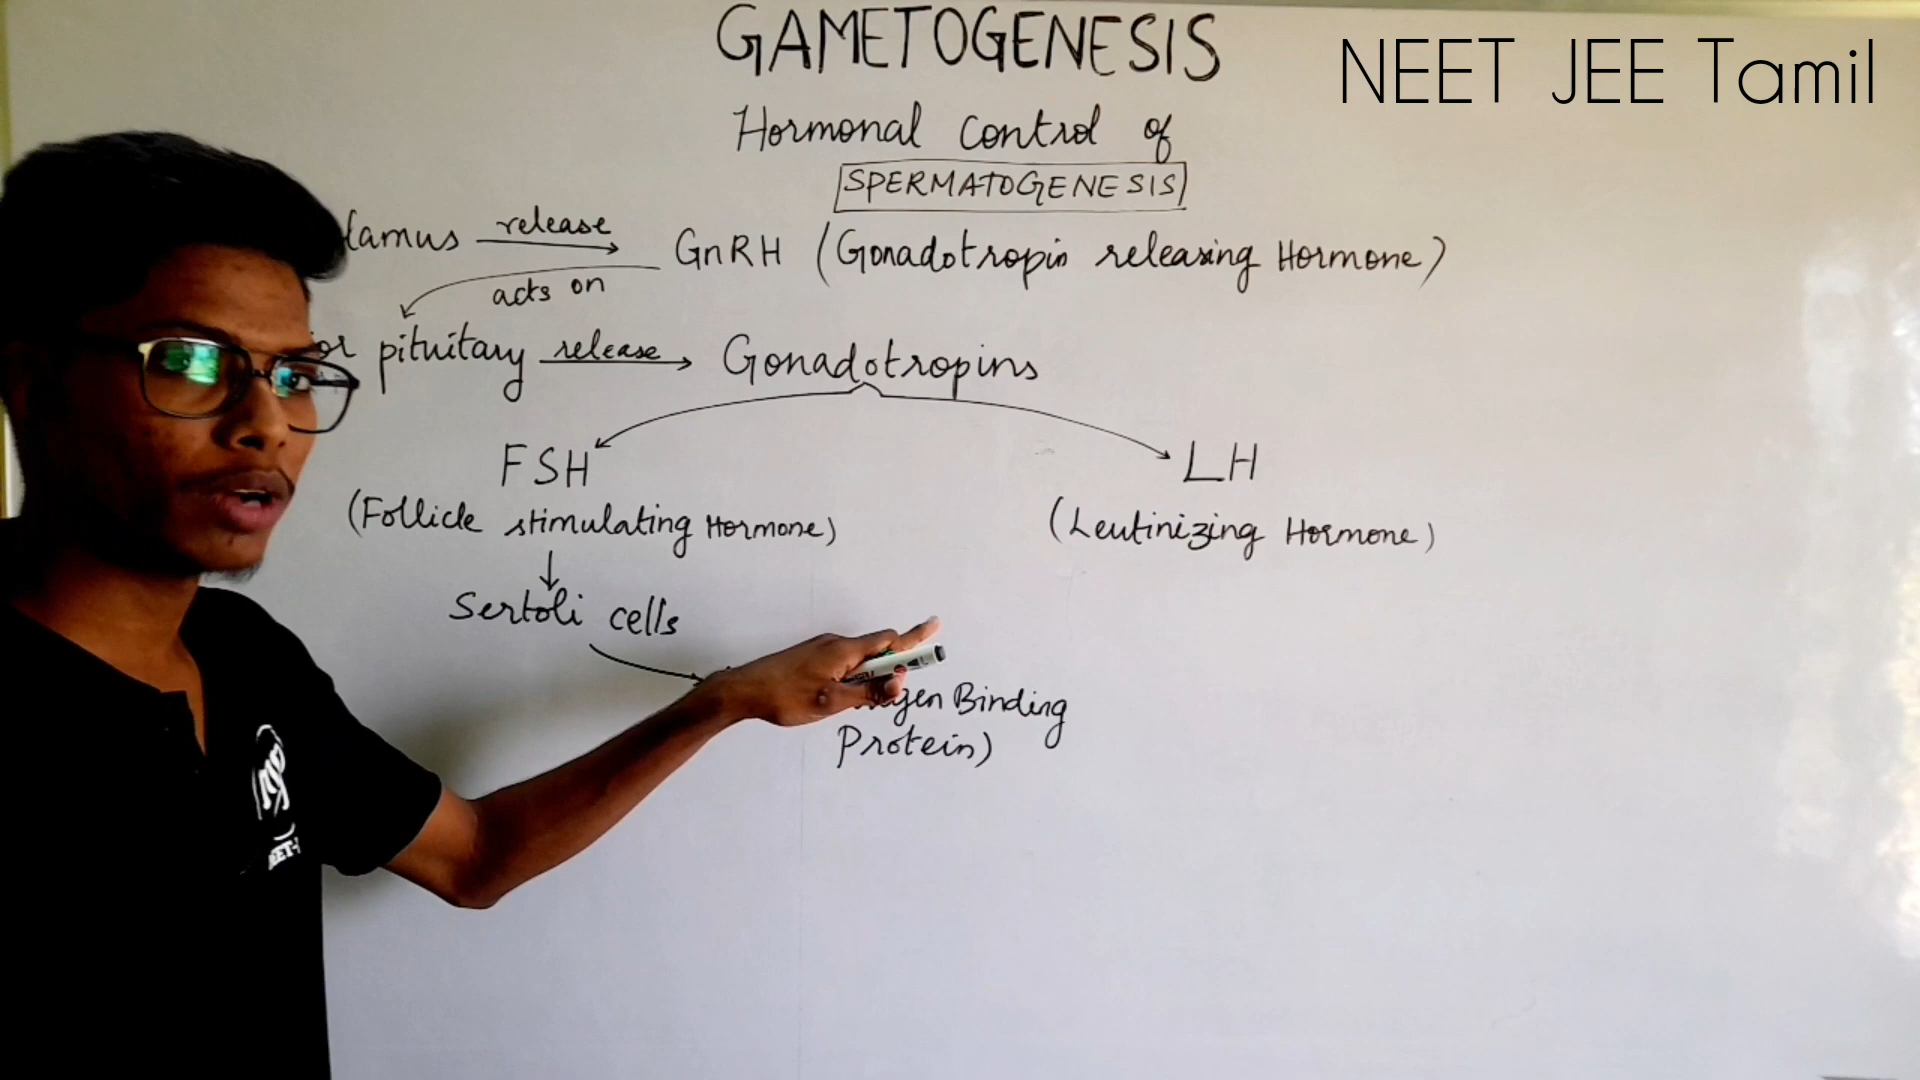 GAMETOGENESIS
NEET JEE Tamil
Hormonal Control of
SPERMATOGENESIS
lamus release GnRH (Gonadotropin releasing Hormone)
acts on
or pituitary release Gonadotropins
FSH LH
(Follicle stimulating Hormone) (Leutinizing Hormone)
Sertoli cells
gen Binding
Protein)